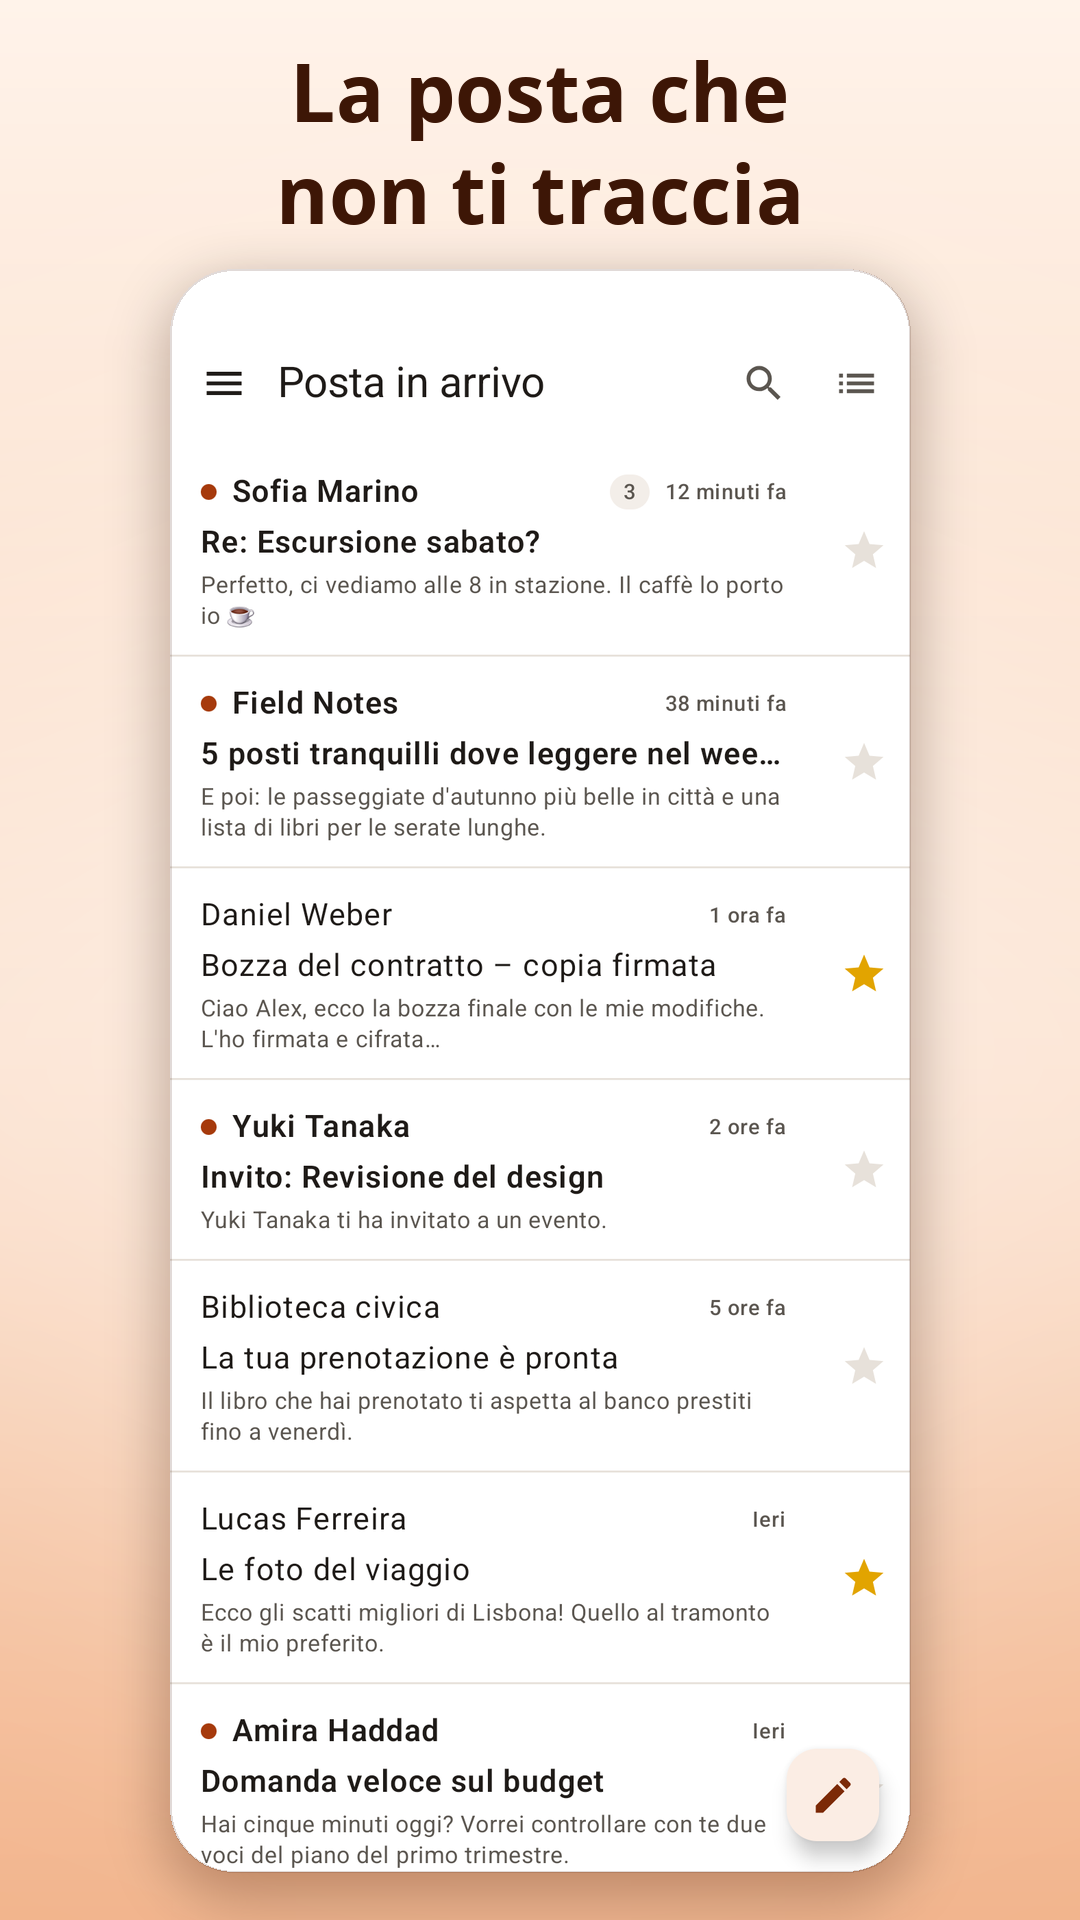 La posta che
non ti traccia
Posta in arrivo
Sofia Marino 3 12 minuti fa
Re: Escursione sabato?
Perfetto, ci vediamo alle 8 in stazione. Il caffè lo porto
io ☕
Field Notes 38 minuti fa
5 posti tranquilli dove leggere nel wee…
E poi: le passeggiate d'autunno più belle in città e una
lista di libri per le serate lunghe.
Daniel Weber 1 ora fa
Bozza del contratto – copia firmata
Ciao Alex, ecco la bozza finale con le mie modifiche.
L'ho firmata e cifrata…
Yuki Tanaka 2 ore fa
Invito: Revisione del design
Yuki Tanaka ti ha invitato a un evento.
Biblioteca civica 5 ore fa
La tua prenotazione è pronta
Il libro che hai prenotato ti aspetta al banco prestiti
fino a venerdì.
Lucas Ferreira Ieri
Le foto del viaggio
Ecco gli scatti migliori di Lisbona! Quello al tramonto
è il mio preferito.
Amira Haddad Ieri
Domanda veloce sul budget
Hai cinque minuti oggi? Vorrei controllare con te due
voci del piano del primo trimestre.